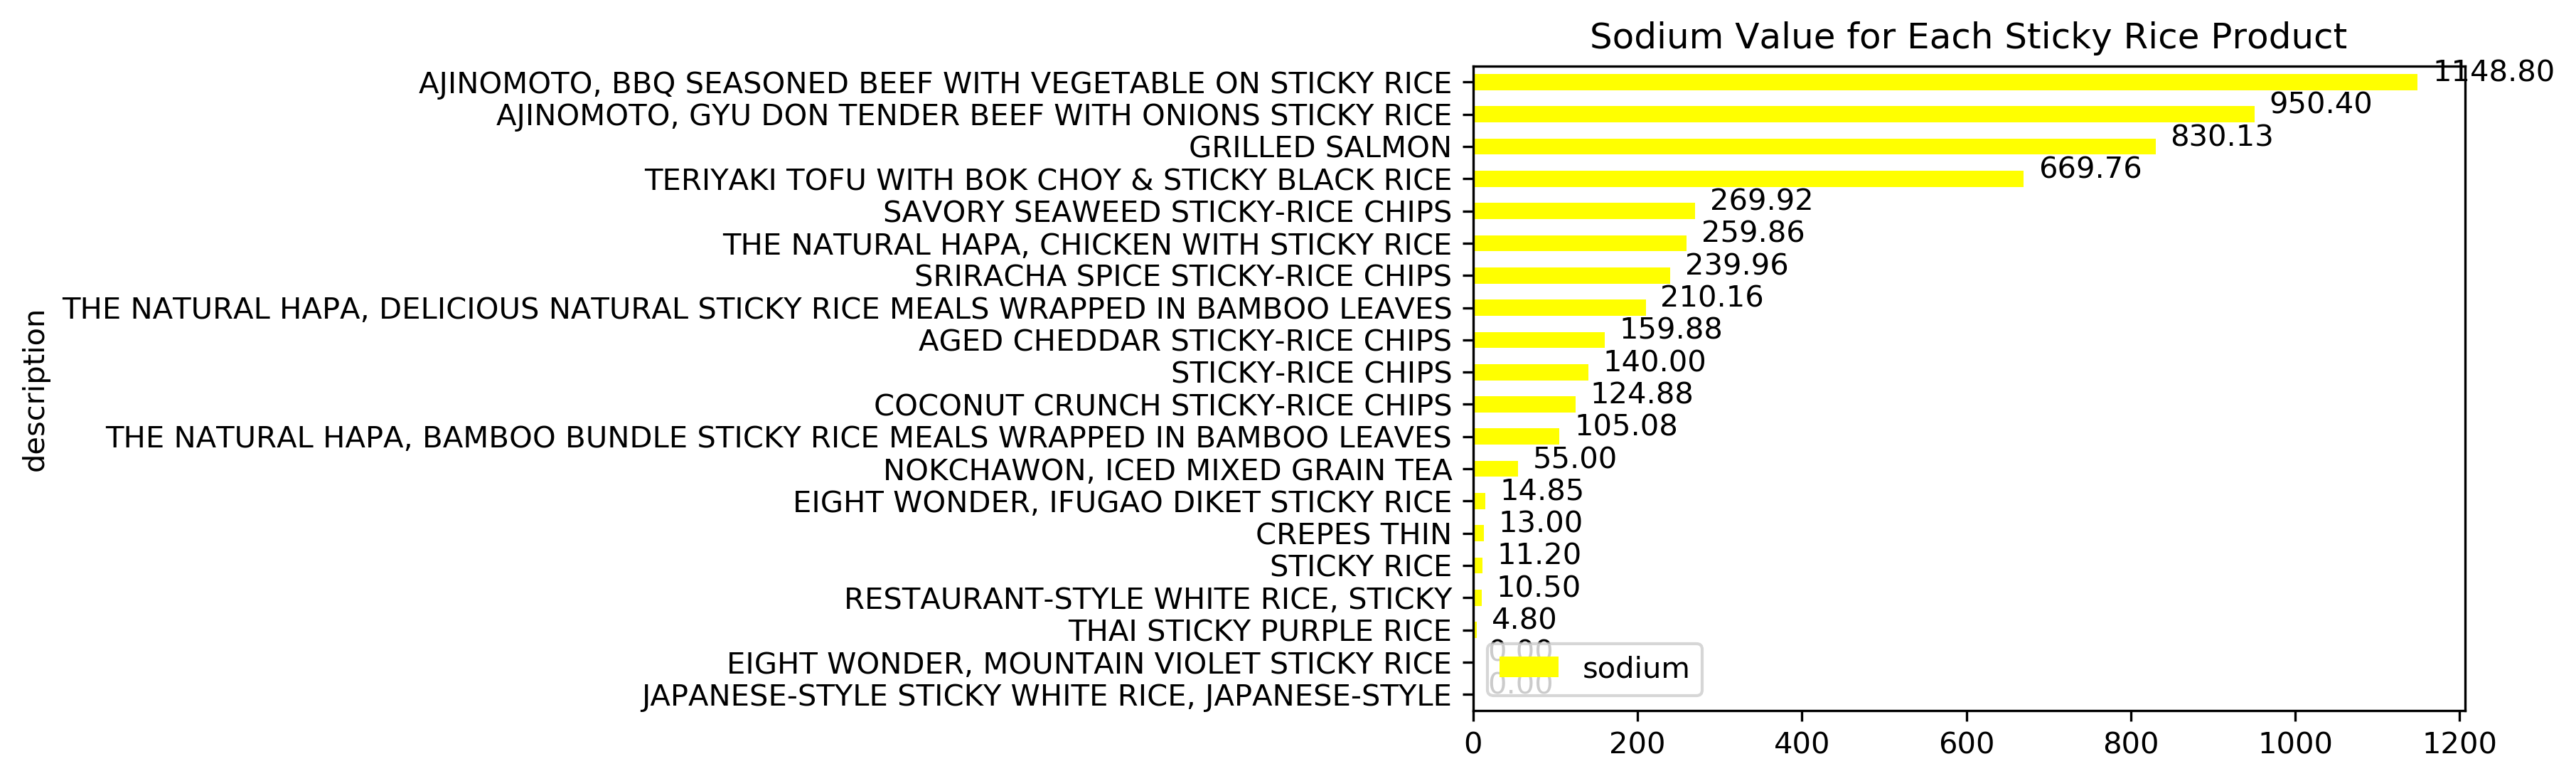 Sodium Value for Each Sticky Rice Product
AJINOMOTO, BBQ SEASONED BEEF WITH VEGETABLE ON STICKY RICE 1148.80
AJINOMOTO, GYU DON TENDER BEEF WITH ONIONS STICKY RICE 950.40
GRILLED SALMON 830.13
TERIYAKI TOFU WITH BOK CHOY & STICKY BLACK RICE 669.76
SAVORY SEAWEED STICKY-RICE CHIPS 269.92
THE NATURAL HAPA, CHICKEN WITH STICKY RICE 259.86
SRIRACHA SPICE STICKY-RICE CHIPS 239.96
THE NATURAL HAPA, DELICIOUS NATURAL STICKY RICE MEALS WRAPPED IN BAMBOO LEAVES 210.16
AGED CHEDDAR STICKY-RICE CHIPS 159.88
STICKY-RICE CHIPS 140.00
COCONUT CRUNCH STICKY-RICE CHIPS 124.88
THE NATURAL HAPA, BAMBOO BUNDLE STICKY RICE MEALS WRAPPED IN BAMBOO LEAVES 105.08
NOKCHAWON, ICED MIXED GRAIN TEA 55.00
EIGHT WONDER, IFUGAO DIKET STICKY RICE 14.85
CREPES THIN 13.00
STICKY RICE 11.20
RESTAURANT-STYLE WHITE RICE, STICKY 10.50
THAI STICKY PURPLE RICE 4.80
EIGHT WONDER, MOUNTAIN VIOLET STICKY RICE 0.00
JAPANESE-STYLE STICKY WHITE RICE, JAPANESE-STYLE 0.00
sodium
description
0 200 400 600 800 1000 1200